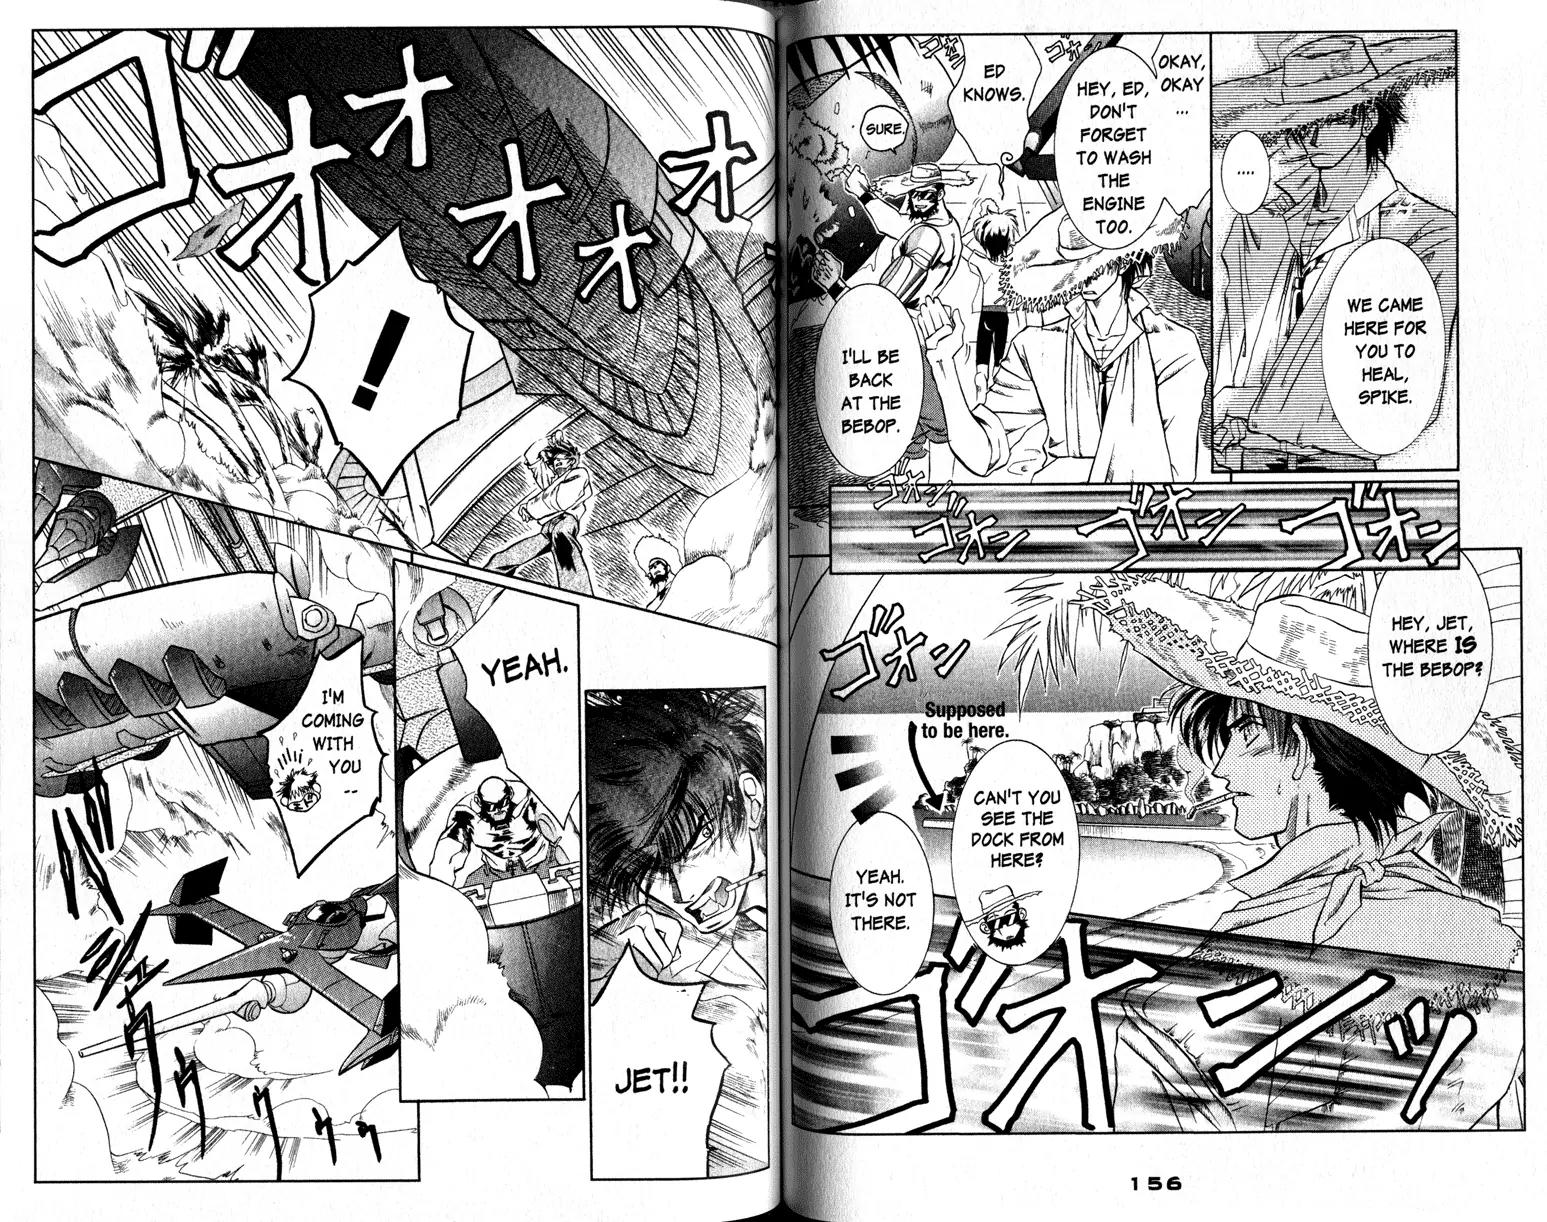 ....
WE CAME
HERE FOR
YOU TO
HEAL,
SPIKE.
OKAY,
OKAY
...
HEY, ED,
DON'T
FORGET
TO WASH
THE
ENGINE
TOO.
ED
KNOWS.
SURE.
I'LL BE
BACK
AT THE
BEBOP.
ゴオン
ゴオン
ゴオン
ゴオン
HEY, JET,
WHERE IS
THE BEBOP?
ゴオン
Supposed
to be here.
CAN'T YOU
SEE THE
DOCK FROM
HERE?
YEAH.
IT'S NOT
THERE.
ゴオンッ
156
ゴオオオオオ
!
JET!!
YEAH.
I'M
COMING
WITH
YOU
--